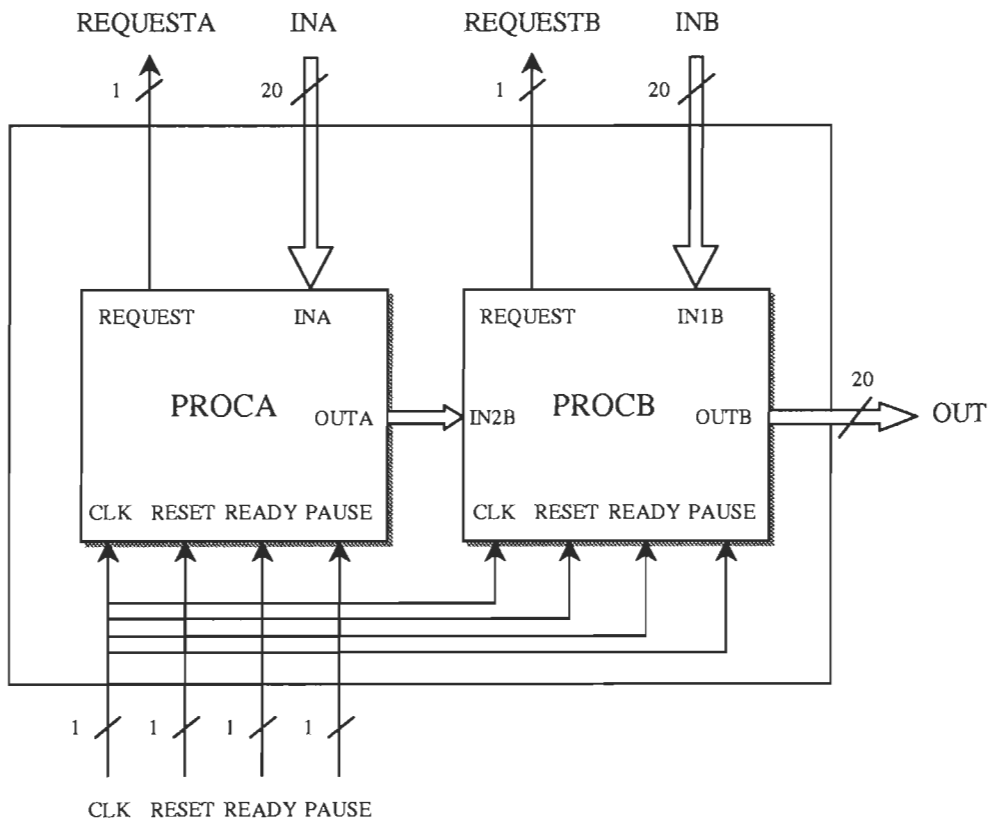 REQUESTA INA REQUESTB INB
1 20 1 20
REQUEST INA REQUEST IN1B
PROCA PROCB
20
OUTA IN2B OUTB OUT
CLK RESET READY PAUSE CLK RESET READY PAUSE
1 1 1 1
CLK RESET READY PAUSE